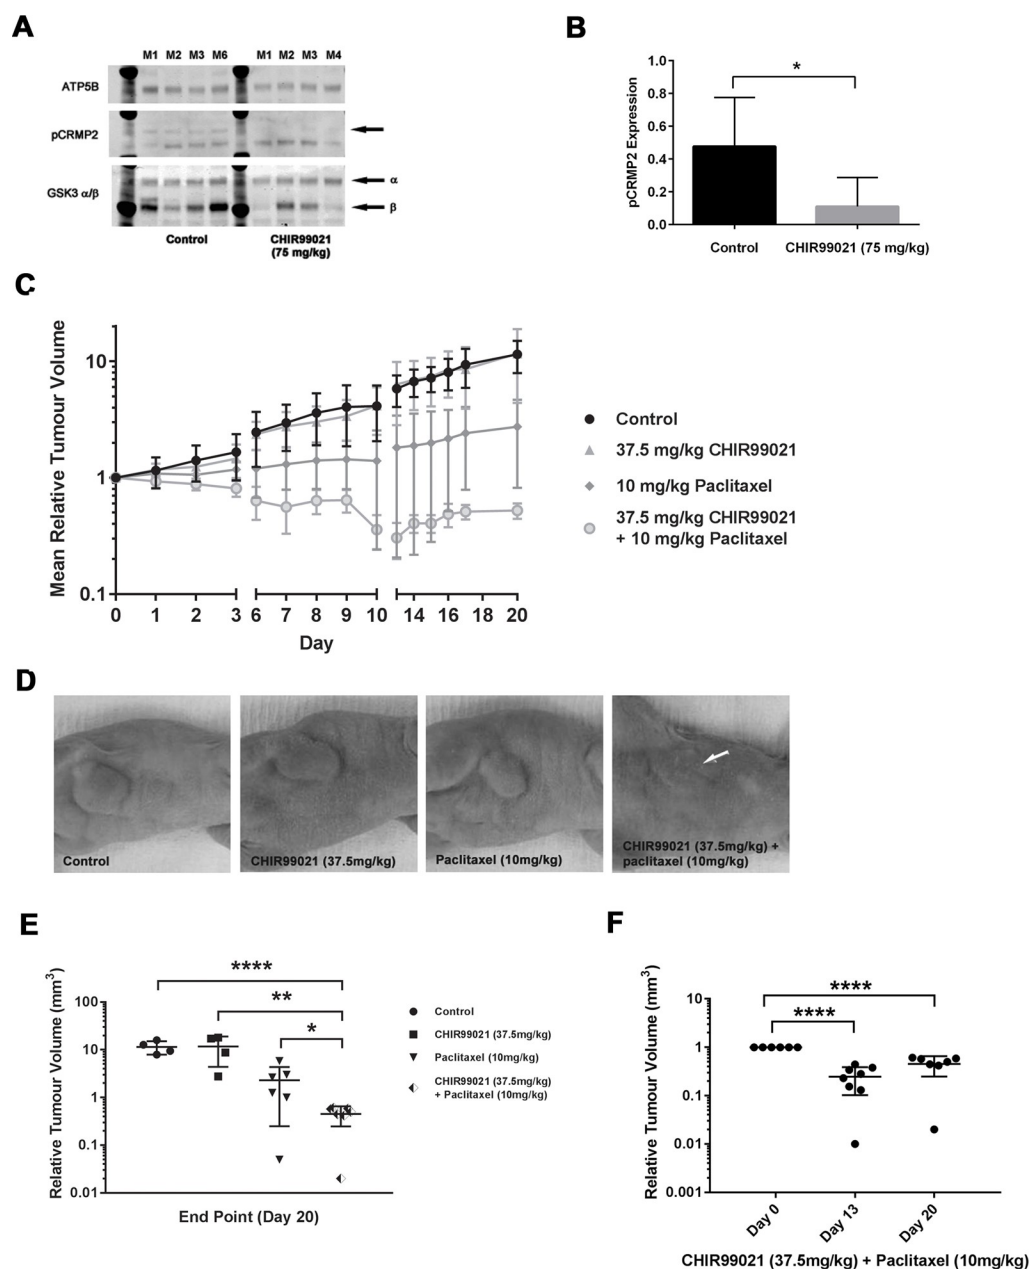 A
M1 M2 M3 M6 M1 M2 M3 M4
ATP5B
pCRMP2
GSK3 α/β
α
β
Control
CHIR99021
(75 mg/kg)
B
pCRMP2 Expression
1.0
0.8
0.6
0.4
0.2
0.0
*
Control
CHIR99021 (75 mg/kg)
C
Mean Relative Tumour Volume
10
1
0.1
0 1 2 3 6 7 8 9 10 14 16 18 20
Day
Control
37.5 mg/kg CHIR99021
10 mg/kg Paclitaxel
37.5 mg/kg CHIR99021
+ 10 mg/kg Paclitaxel
D
Control
CHIR99021 (37.5mg/kg)
Paclitaxel (10mg/kg)
CHIR99021 (37.5mg/kg) +
paclitaxel (10mg/kg)
E
Relative Tumour Volume (mm³)
100
10
1
0.1
0.01
****
**
*
End Point (Day 20)
Control
CHIR99021 (37.5mg/kg)
Paclitaxel (10mg/kg)
CHIR99021 (37.5mg/kg)
+ Paclitaxel (10mg/kg)
F
Relative Tumour Volume (mm³)
10
1
0.1
0.01
0.001
****
****
Day 0
Day 13
Day 20
CHIR99021 (37.5mg/kg) + Paclitaxel (10mg/kg)